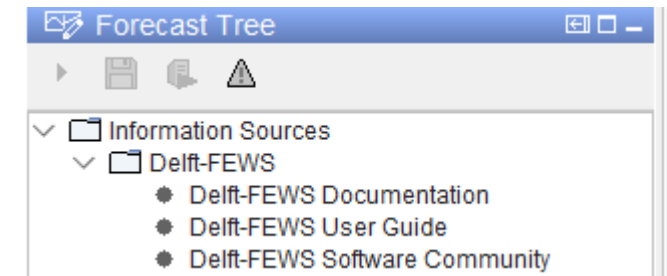 Forecast Tree
Information Sources
Delft-FEWS
Delft-FEWS Documentation
Delft-FEWS User Guide
Delft-FEWS Software Community